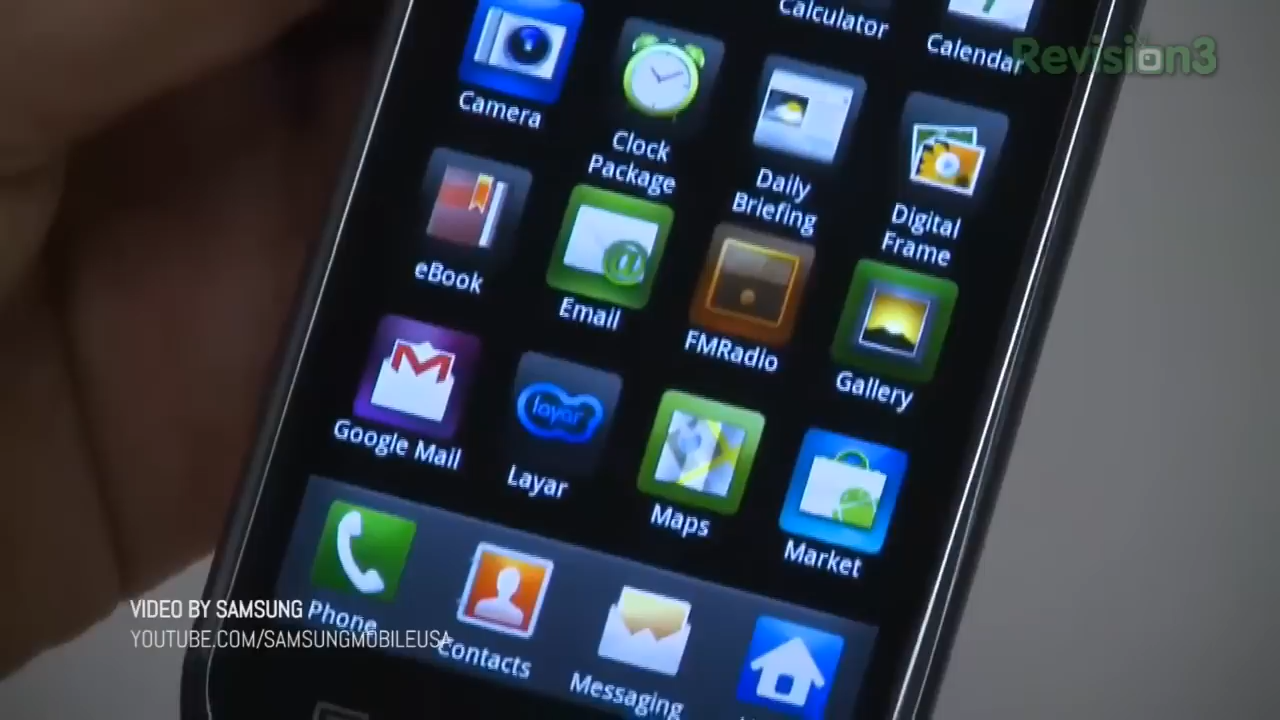 Calculator
Calendar
Revision3
Camera
Clock
Package
Daily
Briefing
Digital
Frame
eBook
Email
FMRadio
Gallery
Google Mail
layar
Layar
Maps
Market
VIDEO BY SAMSUNG
YOUTUBE.COM/SAMSUNGMOBILEUSA
Phone
Contacts
Messaging